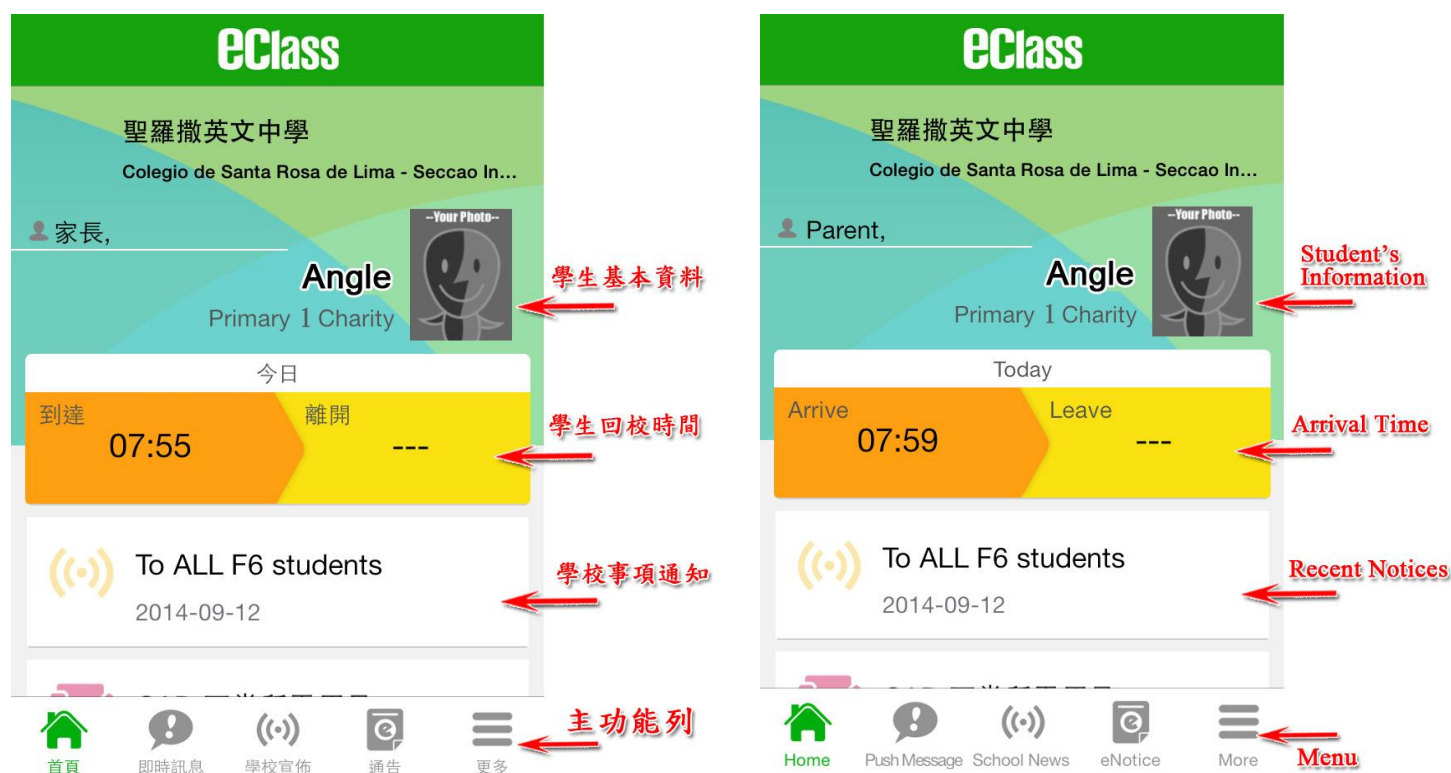 eClass
聖羅撒英文中學
Colegio de Santa Rosa de Lima - Seccao In...
家長,
--Your Photo--
Angle
Primary 1 Charity
學生基本資料
今日
到達
離開
07:55
---
學生回校時間
To ALL F6 students
2014-09-12
學校事項通知
主功能列
首頁
即時訊息
學校宣佈
通告
更多
eClass
聖羅撒英文中學
Colegio de Santa Rosa de Lima - Seccao In...
Parent,
--Your Photo--
Angle
Primary 1 Charity
Student's
Information
Today
Arrive
Leave
07:59
---
Arrival Time
To ALL F6 students
2014-09-12
Recent Notices
Home
Push Message
School News
eNotice
More
Menu